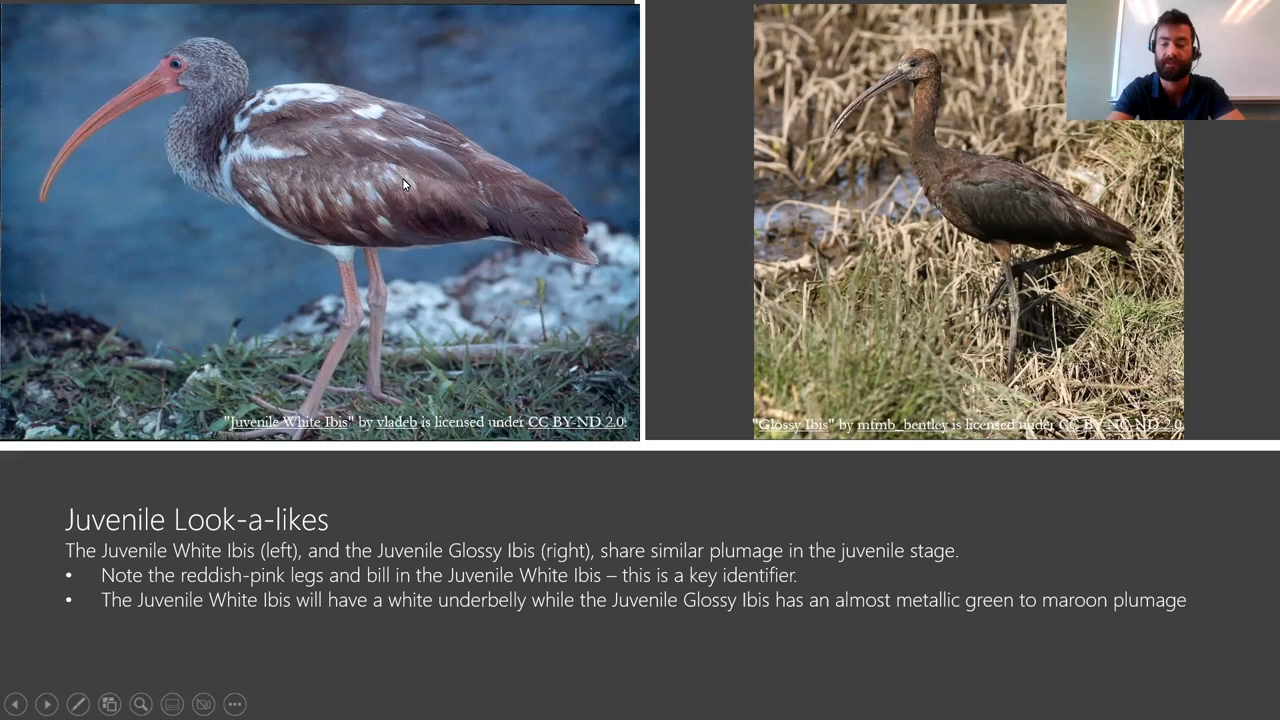 "Juvenile White Ibis" by vladeb is licensed under CC BY-ND 2.0.
"Glossy Ibis" by mfmb_bentley is licensed under CC BY-NC-ND 2.0.
Juvenile Look-a-likes
The Juvenile White Ibis (left), and the Juvenile Glossy Ibis (right), share similar plumage in the juvenile stage.
• Note the reddish-pink legs and bill in the Juvenile White Ibis – this is a key identifier.
• The Juvenile White Ibis will have a white underbelly while the Juvenile Glossy Ibis has an almost metallic green to maroon plumage